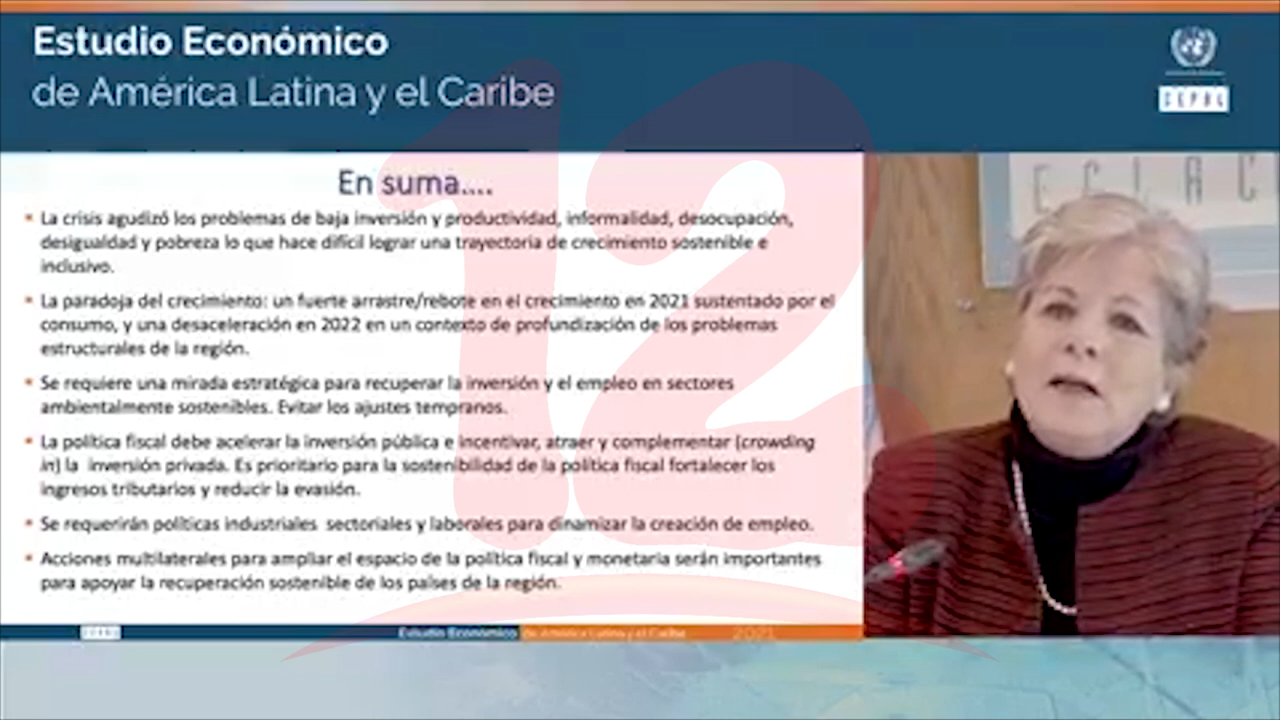 Estudio Económico
de América Latina y el Caribe
CEPAL
ECLAC
En suma....
La crisis agudizó los problemas de baja inversión y productividad, informalidad, desocupación,
desigualdad y pobreza lo que hace difícil lograr una trayectoria de crecimiento sostenible e
inclusivo.
La paradoja del crecimiento: un fuerte arrastre/rebote en el crecimiento en 2021 sustentado por el
consumo, y una desaceleración en 2022 en un contexto de profundización de los problemas
estructurales de la región.
Se requiere una mirada estratégica para recuperar la inversión y el empleo en sectores
ambientalmente sostenibles. Evitar los ajustes tempranos.
La política fiscal debe acelerar la inversión pública e incentivar, atraer y complementar (crowding
in) la  inversión privada. Es prioritario para la sostenibilidad de la política fiscal fortalecer los
ingresos tributarios y reducir la evasión.
Se requerirán políticas industriales  sectoriales y laborales para dinamizar la creación de empleo.
Acciones multilaterales para ampliar el espacio de la política fiscal y monetaria serán importantes
para apoyar la recuperación sostenible de los países de la región.
CEPAL
Estudio Económico de América Latina y el Caribe 2021
12